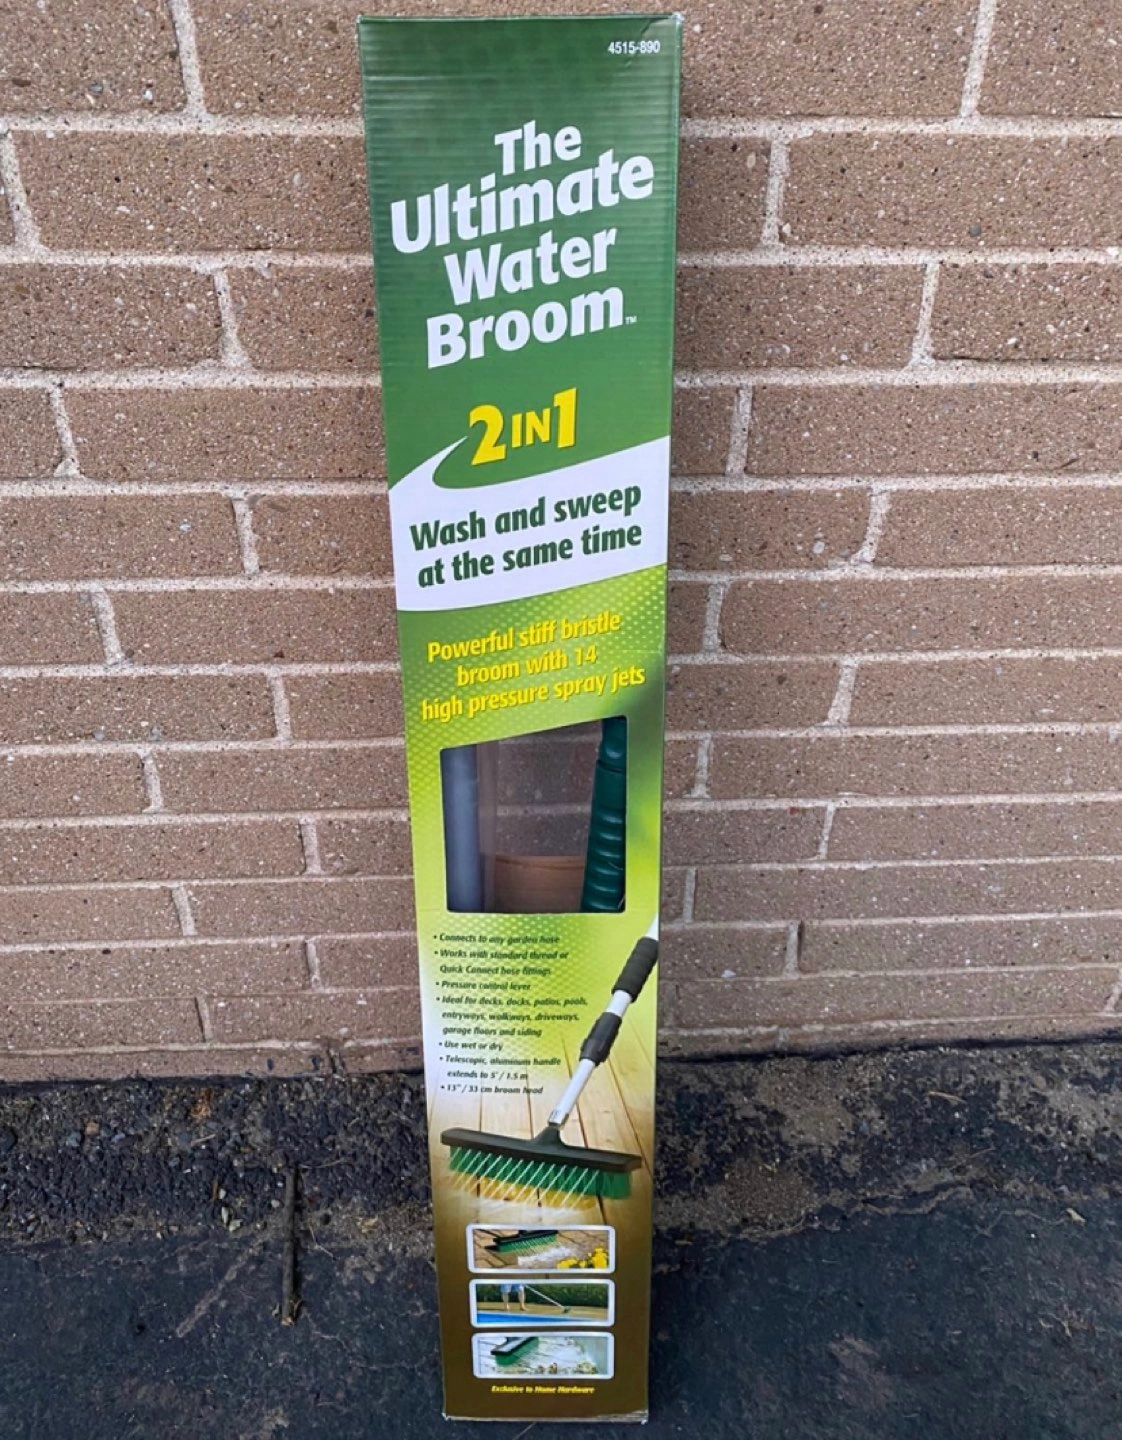 4515-890
The
Ultimate
Water
Broom™
2 IN 1
Wash and sweep
at the same time
Powerful stiff bristle
broom with 14
high pressure spray jets
• Connects to any garden hose
• Works with standard thread or
Quick Connect hose fittings
• Pressure control lever
• Ideal for decks, docks, patios, pools,
entryways, walkways, driveways,
garage floors and siding
• Use wet or dry
• Telescopic, aluminum handle
extends to 5' / 1.5 m
• 13" / 33 cm broom head
Exclusive to Home Hardware